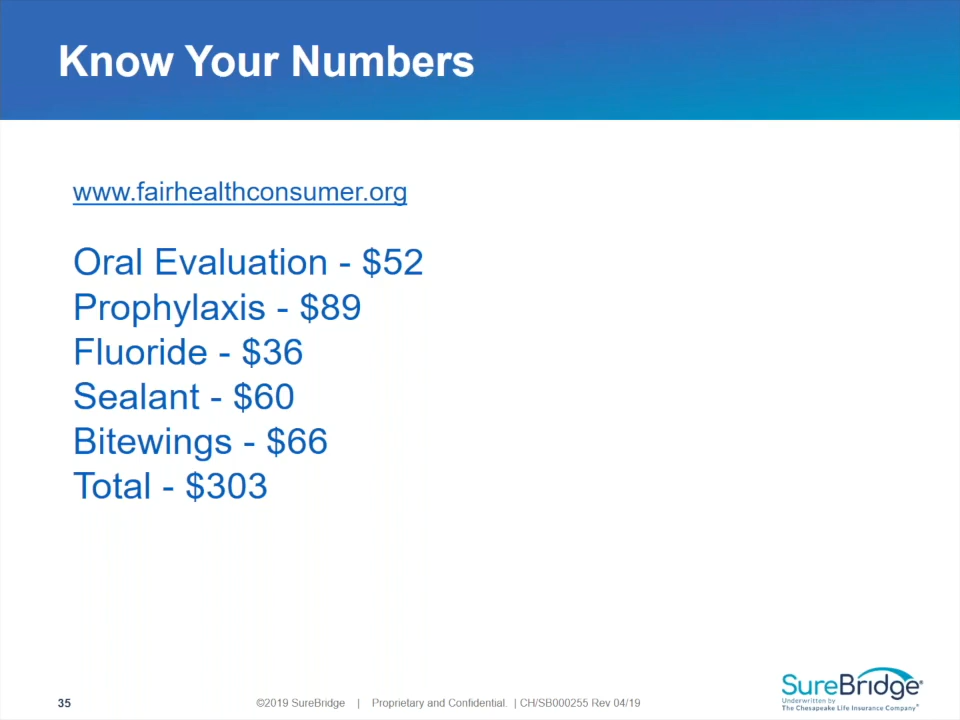 Know Your Numbers
www.fairhealthconsumer.org
Oral Evaluation - $52
Prophylaxis - $89
Fluoride - $36
Sealant - $60
Bitewings - $66
Total - $303
35
©2019 SureBridge | Proprietary and Confidential. | CH/SB000255 Rev 04/19
SureBridge®
Underwritten by
The Chesapeake Life Insurance Company®